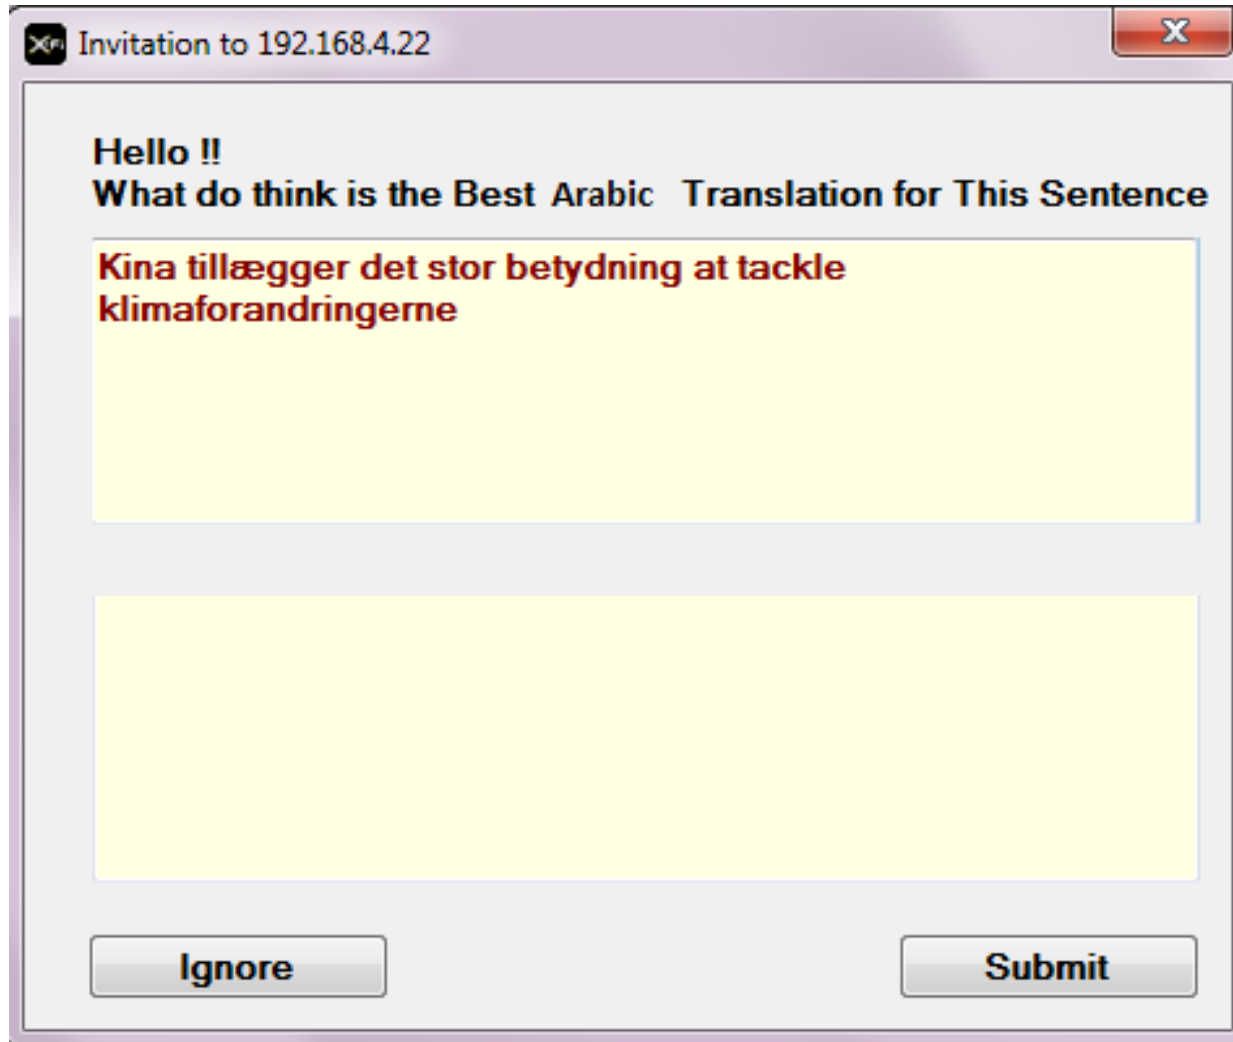 XFi Invitation to 192.168.4.22
X
Hello !!
What do think is the Best Arabic Translation for This Sentence
Kina tillægger det stor betydning at tackle
klimaforandringerne
Ignore Submit